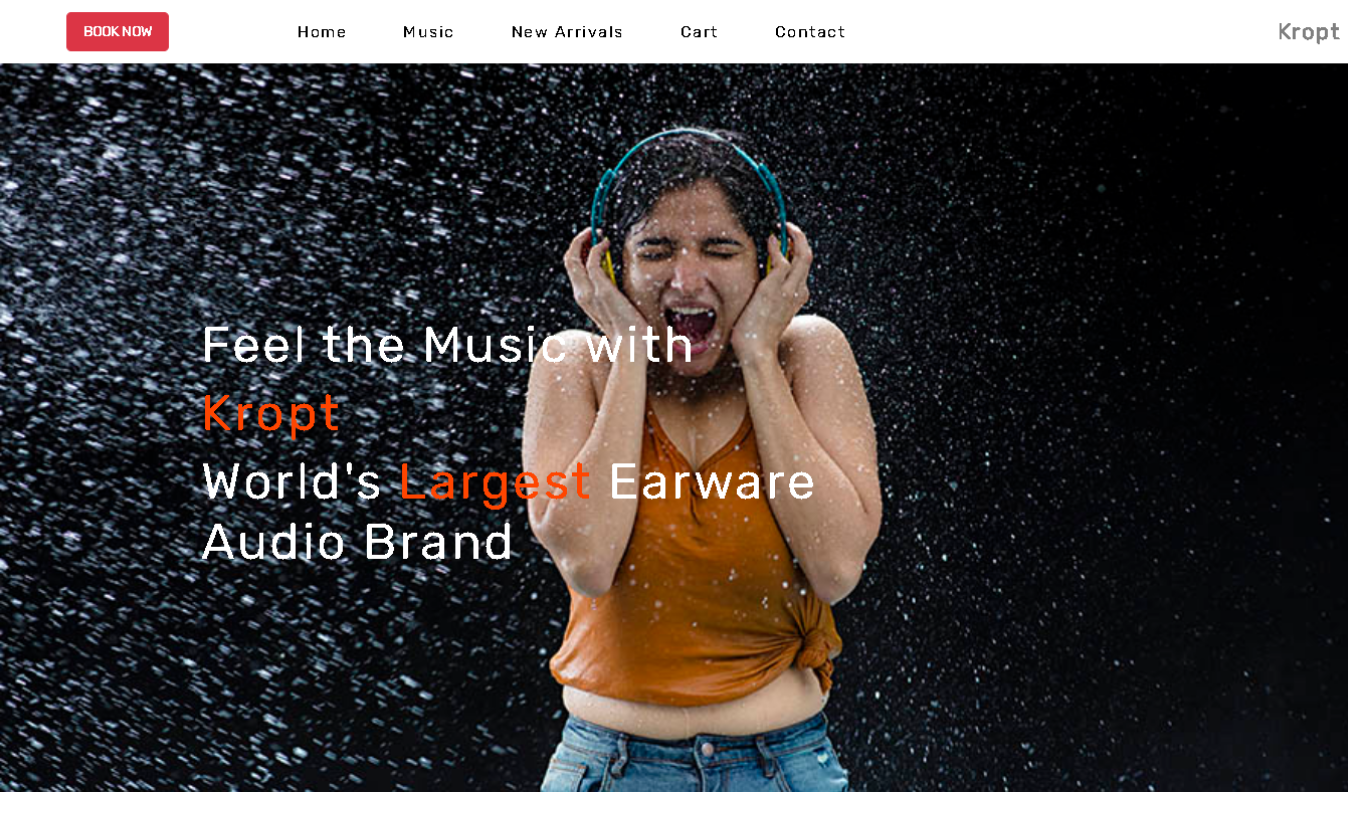 BOOK NOW
Home
Music
New Arrivals
Cart
Contact
Kropt
Feel the Music with
Kropt
World's Largest Earware
Audio Brand